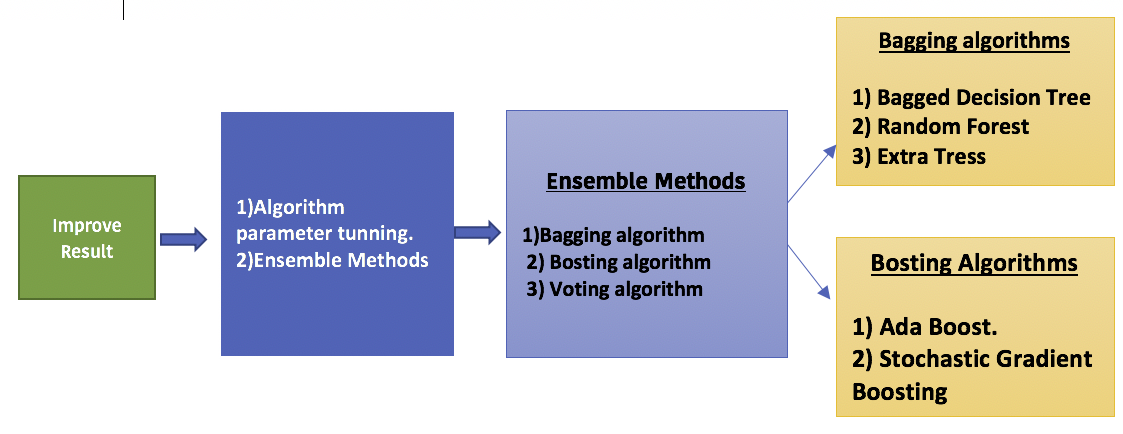 Improve
Result
1)Algorithm
parameter tunning.
2)Ensemble Methods
Ensemble Methods
1)Bagging algorithm
2) Bosting algorithm
3) Voting algorithm
Bagging algorithms
1) Bagged Decision Tree
2) Random Forest
3) Extra Tress
Bosting Algorithms
1) Ada Boost.
2) Stochastic Gradient
Boosting